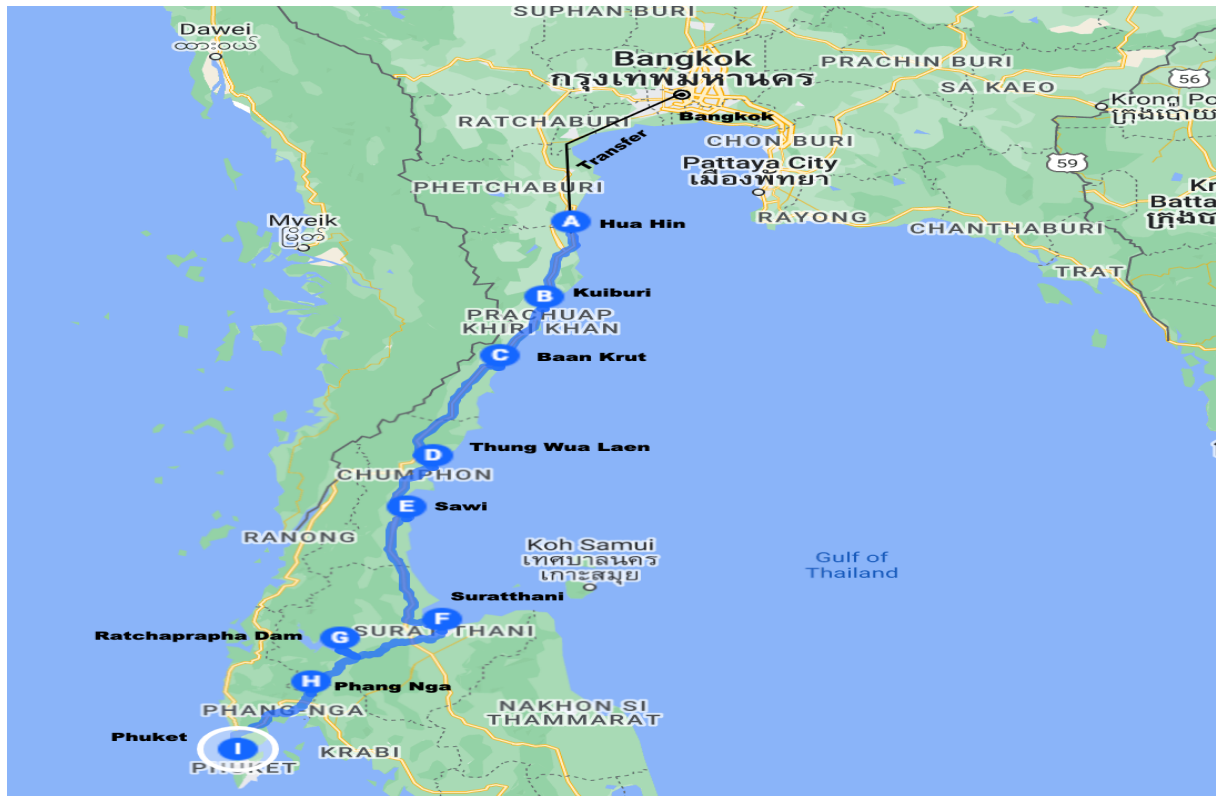 SUPHAN BURI
Dawei
ထားဝယ်
Bangkok
กรุงเทพมหานคร
PRACHIN BURI
56
SA KAEO
RATCHABURI
Bangkok
CHON BURI
Transfer
59
Pattaya City
เมืองพัทยา
PHETCHABURI
Myeik
မြိတ်
A
Hua Hin
RAYONG
CHANTHABURI
TRAT
B
Kuiburi
PRACHUAP
KHIRI KHAN
C
Baan Krut
D
Thung Wua Laen
CHUMPHON
E
Sawi
RANONG
Koh Samui
เทศบาลนคร
เกาะสมุย
Gulf of
Thailand
Suratthani
F
SURAT THANI
Ratchaprapha Dam
G
H
Phang Nga
PHANG-NGA
NAKHON SI
THAMMARAT
Phuket
I
KRABI
PHUKET